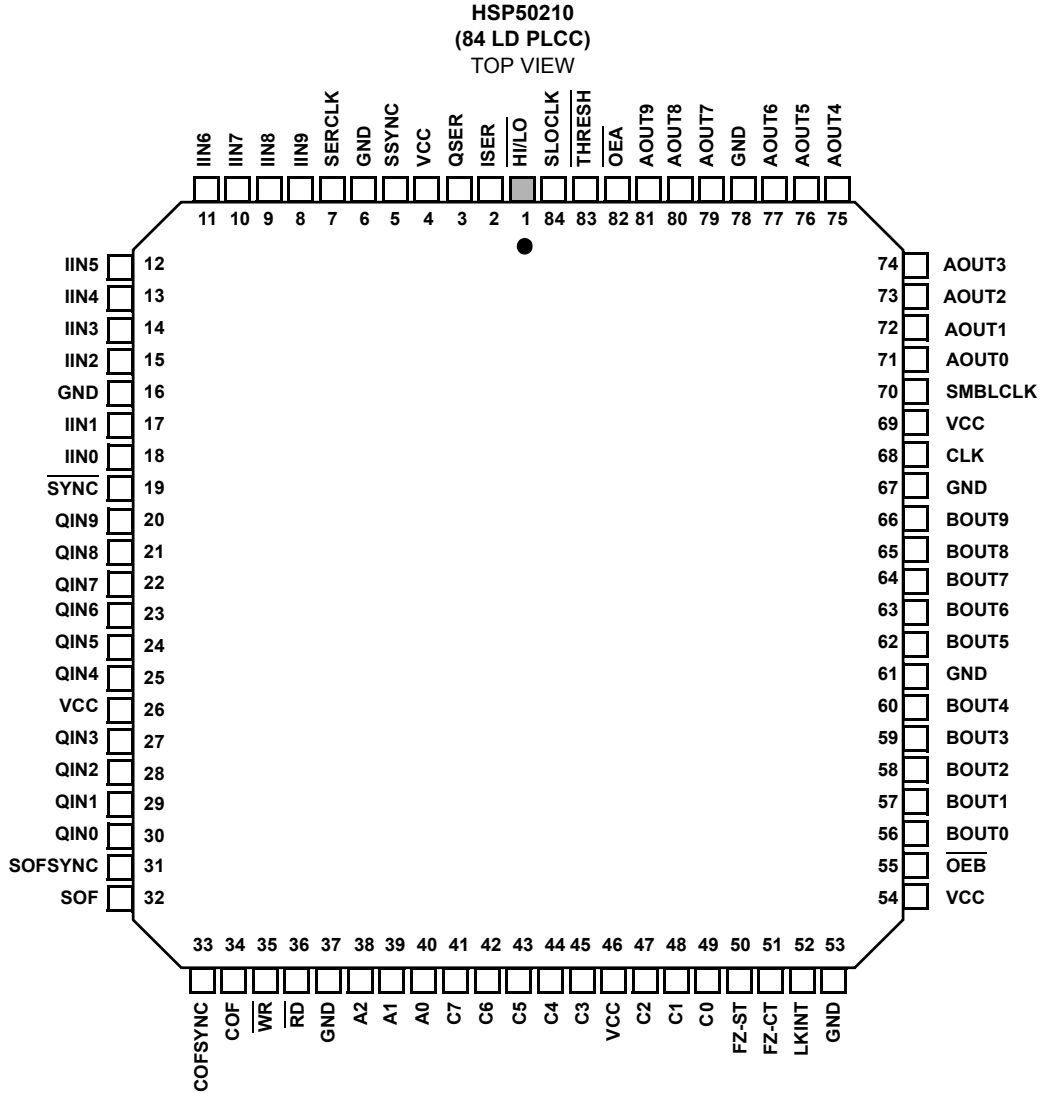 HSP50210
(84 LD PLCC)
TOP VIEW
IIN6
IIN7
IIN8
IIN9
SERCLK
GND
SSYNC
VCC
QSER
ISER
HI/LO
SLOCLK
THRESH
OEA
AOUT9
AOUT8
AOUT7
GND
AOUT6
AOUT5
AOUT4
11 10 9 8 7 6 5 4 3 2 1 84 83 82 81 80 79 78 77 76 75
IIN5 12 74 AOUT3
IIN4 13 73 AOUT2
IIN3 14 72 AOUT1
IIN2 15 71 AOUT0
GND 16 70 SMBLCLK
IIN1 17 69 VCC
IIN0 18 68 CLK
SYNC 19 67 GND
QIN9 20 66 BOUT9
QIN8 21 65 BOUT8
QIN7 22 64 BOUT7
QIN6 23 63 BOUT6
QIN5 24 62 BOUT5
QIN4 25 61 GND
VCC 26 60 BOUT4
QIN3 27 59 BOUT3
QIN2 28 58 BOUT2
QIN1 29 57 BOUT1
QIN0 30 56 BOUT0
SOFSYNC 31 55 OEB
SOF 32 54 VCC
33 34 35 36 37 38 39 40 41 42 43 44 45 46 47 48 49 50 51 52 53
COFSYNC
COF
WR
RD
GND
A2
A1
A0
C7
C6
C5
C4
C3
VCC
C2
C1
C0
FZ-ST
FZ-CT
LKINT
GND